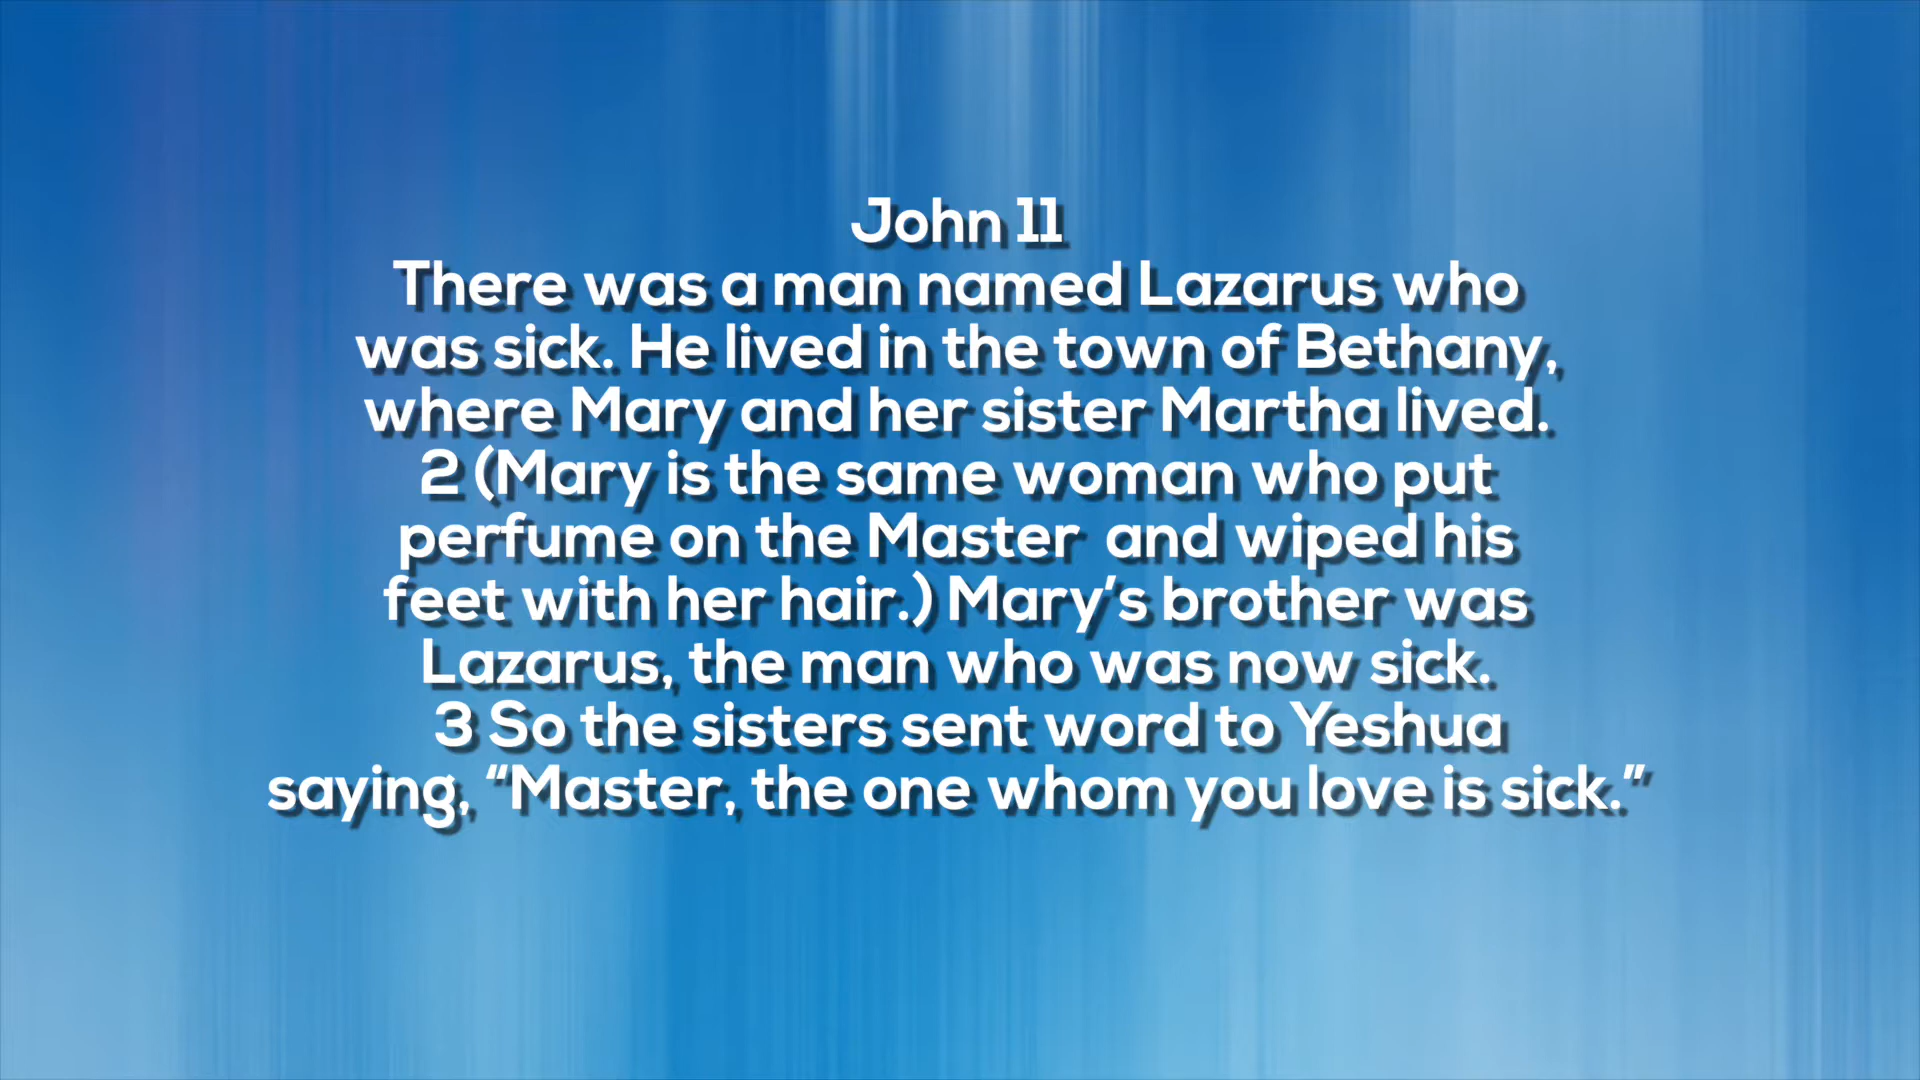 John 11
There was a man named Lazarus who
was sick. He lived in the town of Bethany,
where Mary and her sister Martha lived.
2 (Mary is the same woman who put
perfume on the Master  and wiped his
feet with her hair.) Mary’s brother was
Lazarus, the man who was now sick.
3 So the sisters sent word to Yeshua
saying, “Master, the one whom you love is sick.”